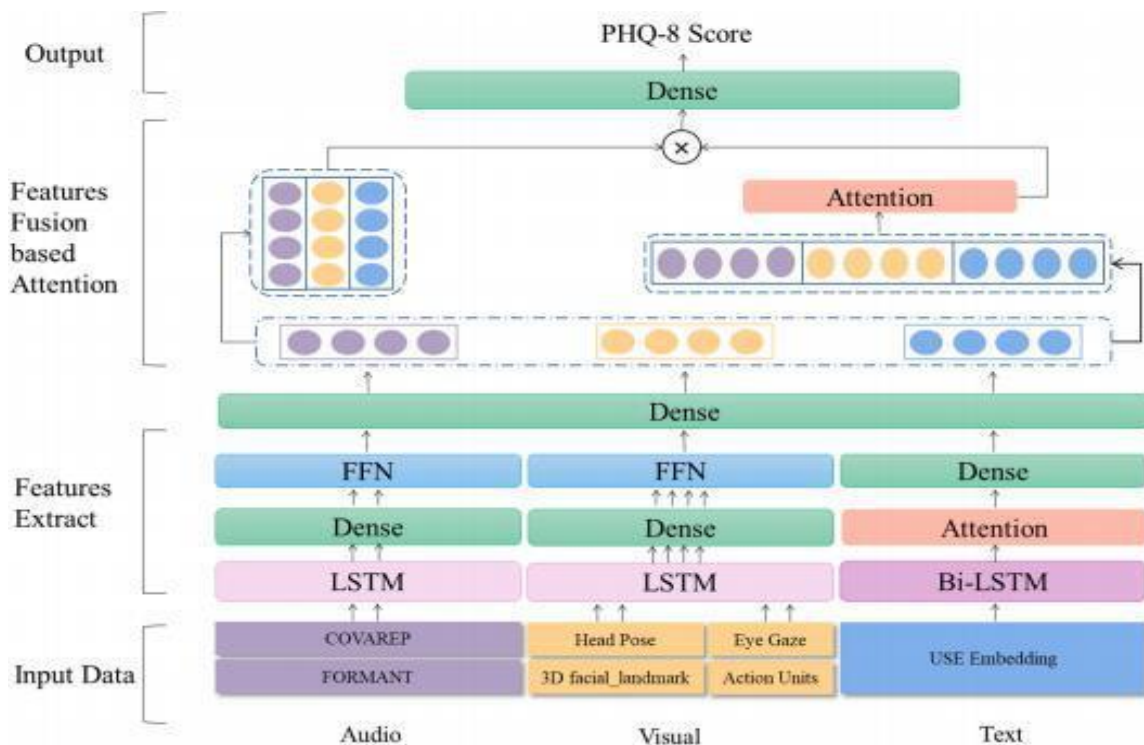 Output
PHQ-8 Score
Dense
Features
Fusion
based
Attention
Attention
Dense
Features
Extract
FFN
FFN
Dense
Dense
Dense
Attention
LSTM
LSTM
Bi-LSTM
Input Data
COVAREP
Head Pose
Eye Gaze
USE Embedding
FORMANT
3D facial_landmark
Action Units
Audio
Visual
Text